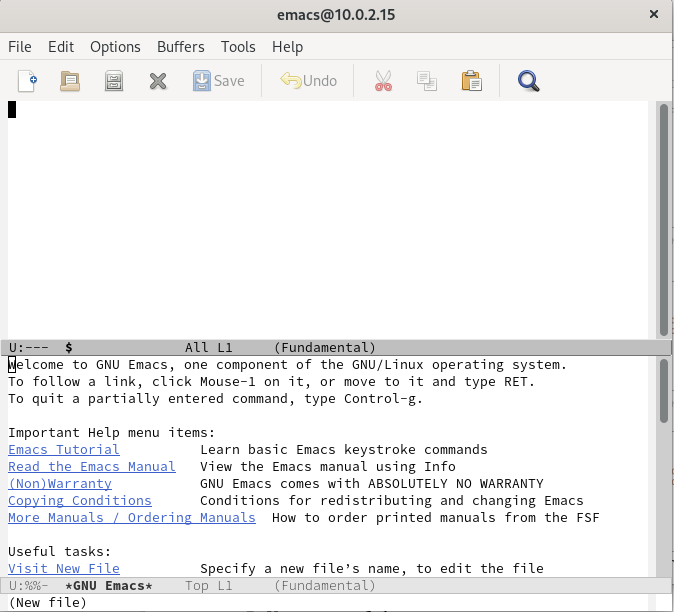 emacs@10.0.2.15
File Edit Options Buffers Tools Help
Save Undo
U:--- $ All L1 (Fundamental)
Welcome to GNU Emacs, one component of the GNU/Linux operating system.
To follow a link, click Mouse-1 on it, or move to it and type RET.
To quit a partially entered command, type Control-g.
Important Help menu items:
Emacs Tutorial Learn basic Emacs keystroke commands
Read the Emacs Manual View the Emacs manual using Info
(Non)Warranty GNU Emacs comes with ABSOLUTELY NO WARRANTY
Copying Conditions Conditions for redistributing and changing Emacs
More Manuals / Ordering Manuals How to order printed manuals from the FSF
Useful tasks:
Visit New File Specify a new file’s name, to edit the file
U:%%- *GNU Emacs* Top L1 (Fundamental)
(New file)